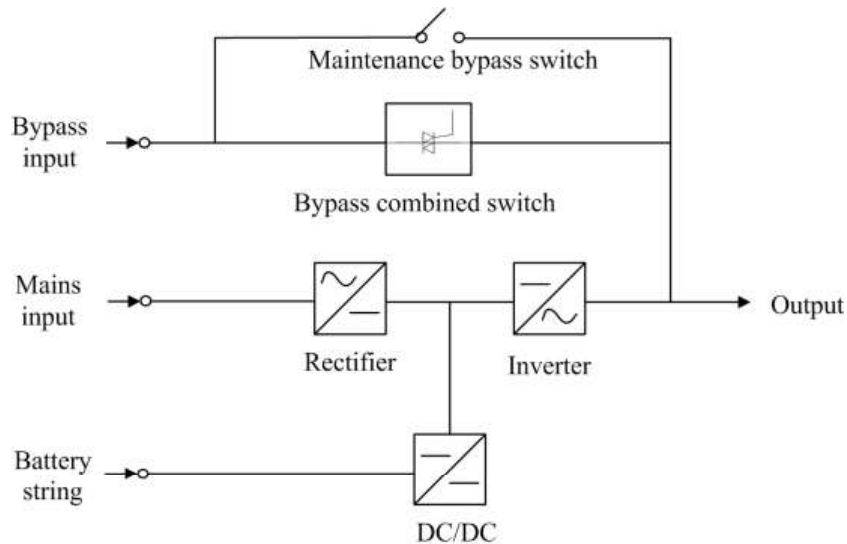 Maintenance bypass switch
Bypass
input
Bypass combined switch
Mains
input
Rectifier
Inverter
Output
Battery
string
DC/DC